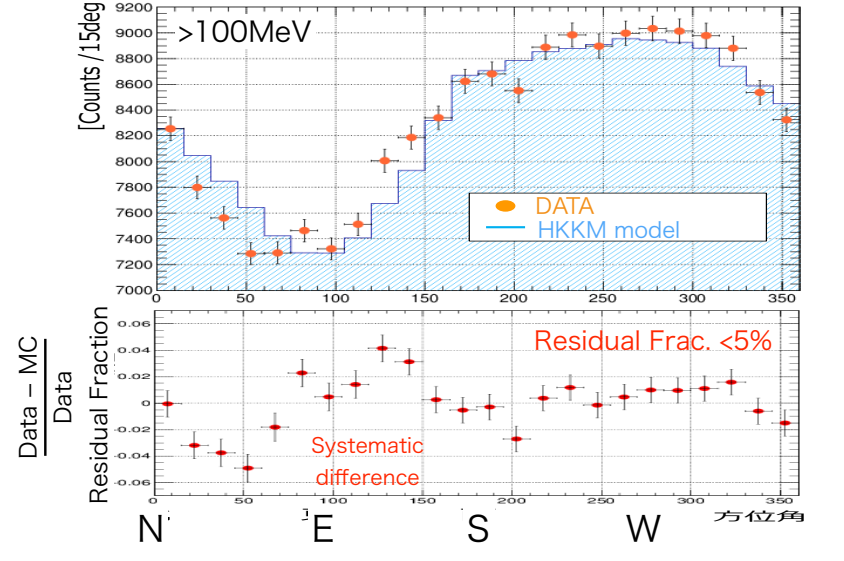 [Counts /15deg
>100MeV
9200
9000
8800
8600
8400
8200
8000
7800
7600
7400
7200
7000
DATA
HKKM model
0 50 100 150 200 250 300 350
Data – MC
Data
Residual Fraction
0.06
0.04
0.02
0
-0.02
-0.04
-0.06
Residual Frac. <5%
Systematic
difference
0 50 100 150 200 250 300 350
方位角
N E S W